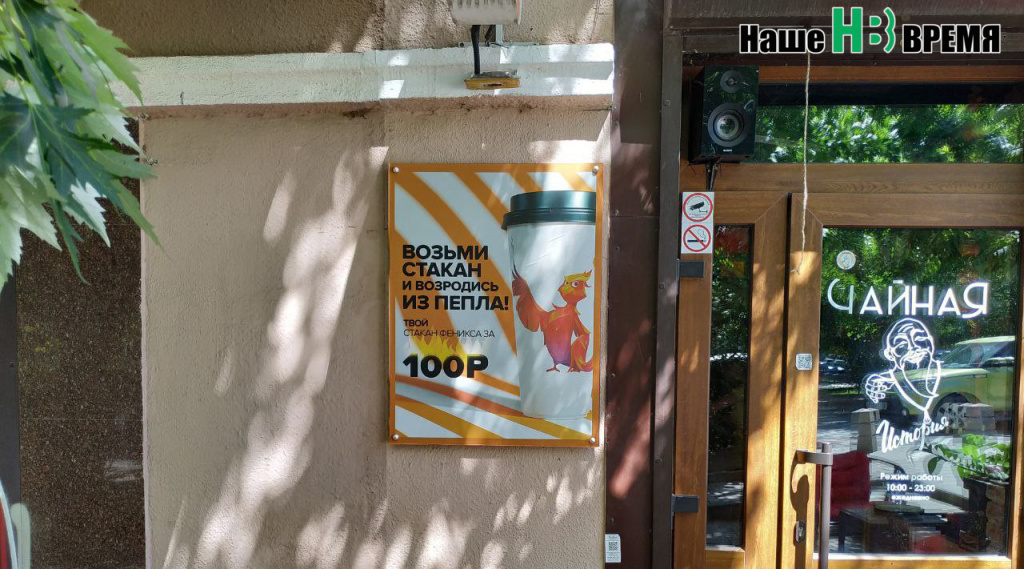 Наше НВ ВРЕМЯ
ВОЗЬМИ
СТАКАН
И ВОЗРОДИСЬ
ИЗ ПЕПЛА!
ТВОЙ
СТАКАН ФЕНИКСА ЗА
100Р
ЧАЙНАЯ
История
Режим работы
10:00 - 23:00
ежедневно